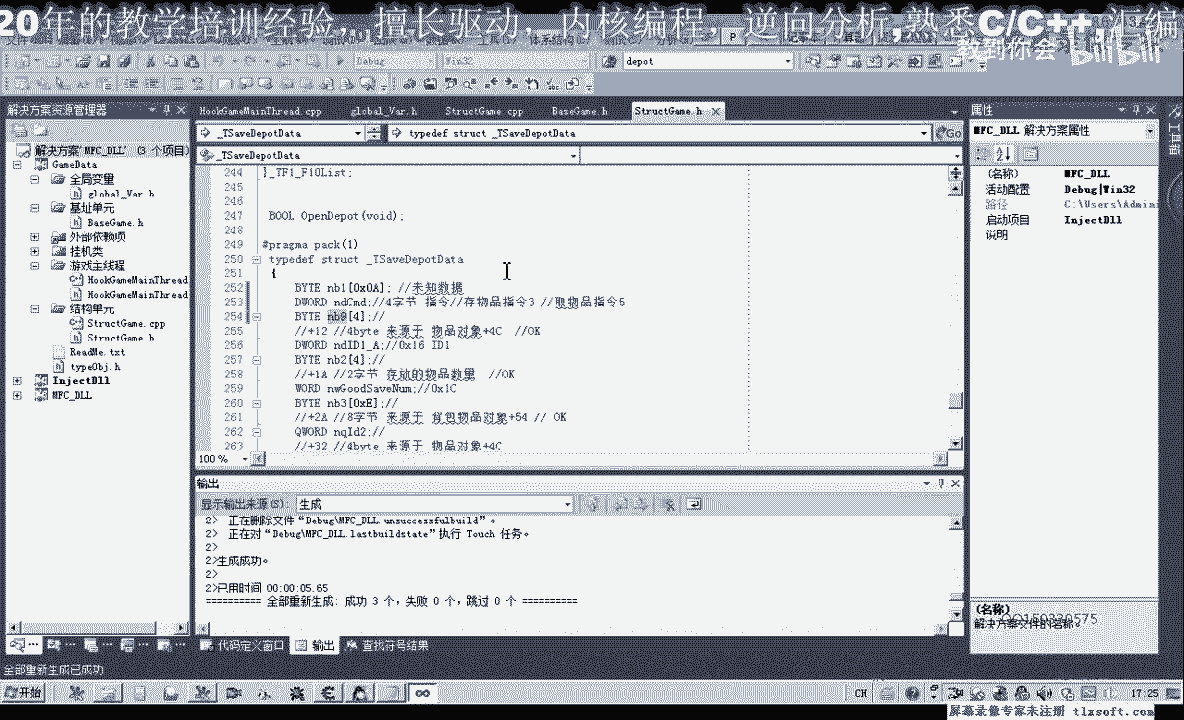 20年的教学培训经验， 擅长驱动，内核编程，逆向分析,熟悉C/C++,汇编
教到你会 bilibili
Debug Win32 depot
解决方案资源管理器
HookGameMainThread.cpp global_Var.h StructGame.cpp BaseGame.h StructGame.h
属性
_TSaveDepotData typedef struct _TSaveDepotData Go
MFC_DLL 解决方案属性
_TSaveDepotData
解决方案'MFC_DLL' (3 个项目)
GameData
全局变量
global_Var.h
基址单元
BaseGame.h
外部依赖项
挂机类
游戏主线程
HookGameMainThread
HookGameMainThread
结构单元
StructGame.cpp
StructGame.h
ReadMe.txt
typeObj.h
InjectDll
MFC_DLL
244 }_TF1_F10List;
245
246
247 BOOL OpenDepot(void);
248
249 #pragma pack(1)
250 typedef struct _TSaveDepotData
251 {
252 BYTE nb1[0x0A]; //未知数据
253 DWORD ndCmd;//4字节 指令//存物品指令3 //取物品指令5
254 BYTE nb9[4];//
255 //+12 //4byte 来源于 物品对象+4C //OK
256 DWORD ndID1_A;//0x16 ID1
257 BYTE nb2[4];//
258 //+1A //2字节 存放的物品数量 //OK
259 WORD nwGoodSaveNum;//0x1C
260 BYTE nb3[0xE];//
261 //+2A //8字节 来源于 背包物品对象+54 // OK
262 QWORD nqId2;//
263 //+32 //4byte 来源于 物品对象+4C
100 %
(名称) MFC_DLL
活动配置 Debug|Win32
路径 C:\Users\Admini
启动项目 InjectDll
说明
输出
显示输出来源(S): 生成
2> 正在删除文件“Debug\MFC_DLL.unsuccessfulbuild”。
2> 正在对“Debug\MFC_DLL.lastbuildstate”执行 Touch 任务。
2>
2>生成成功。
2>
2>已用时间 00:00:05.65
========== 全部重新生成: 成功 3 个，失败 0 个，跳过 0 个 ==========
(名称)
解决方案文件的名称。
代码定义窗口 输出 查找符号结果
全部重新生成已成功
开始 CH 17:25
屏幕录像专家未注册 tlxsoft.com